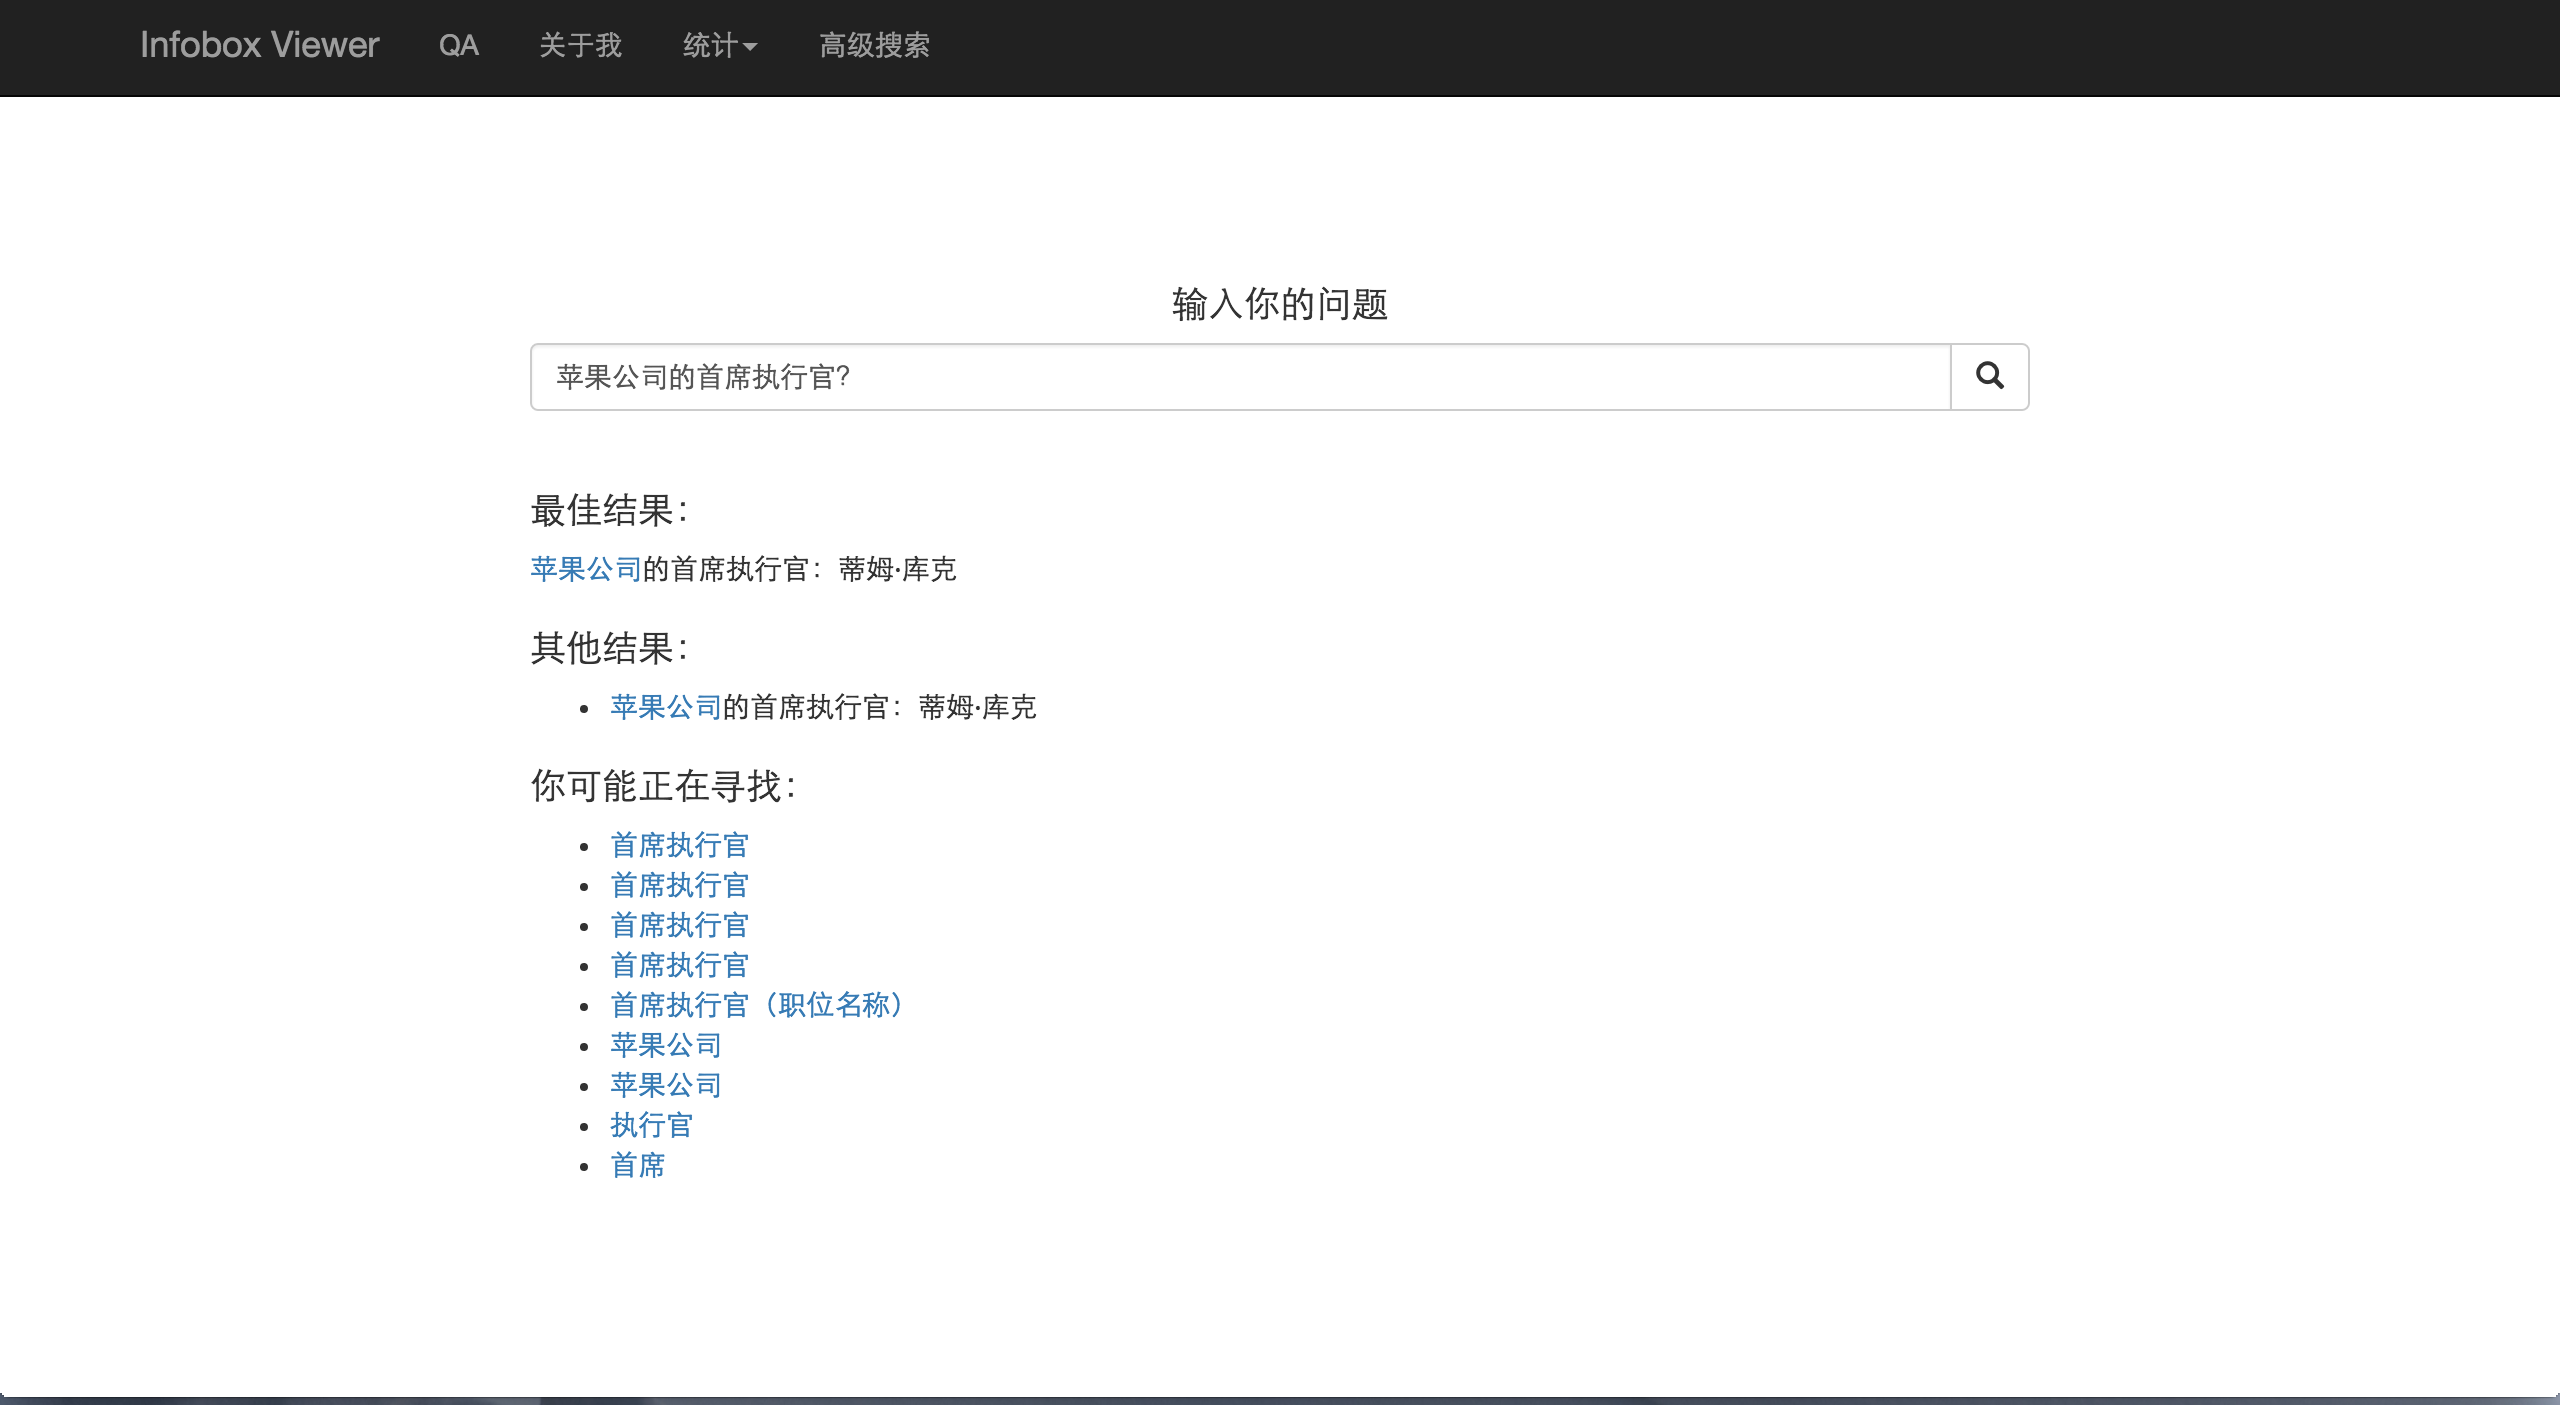 Infobox Viewer QA 关于我 统计 高级搜索
输入你的问题
苹果公司的首席执行官?
最佳结果：
苹果公司的首席执行官：蒂姆·库克
其他结果：
苹果公司的首席执行官：蒂姆·库克
你可能正在寻找：
首席执行官
首席执行官
首席执行官
首席执行官
首席执行官（职位名称）
苹果公司
苹果公司
执行官
首席